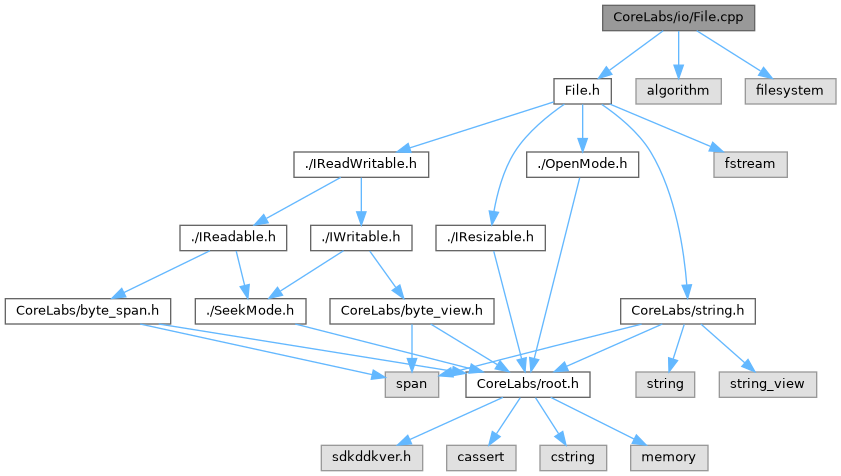 CoreLabs/io/File.cpp
File.h
algorithm
filesystem
./IReadWritable.h
./OpenMode.h
fstream
./IReadable.h
./IWritable.h
./IResizable.h
CoreLabs/byte_span.h
./SeekMode.h
CoreLabs/byte_view.h
CoreLabs/string.h
span
CoreLabs/root.h
string
string_view
sdkddkver.h
cassert
cstring
memory